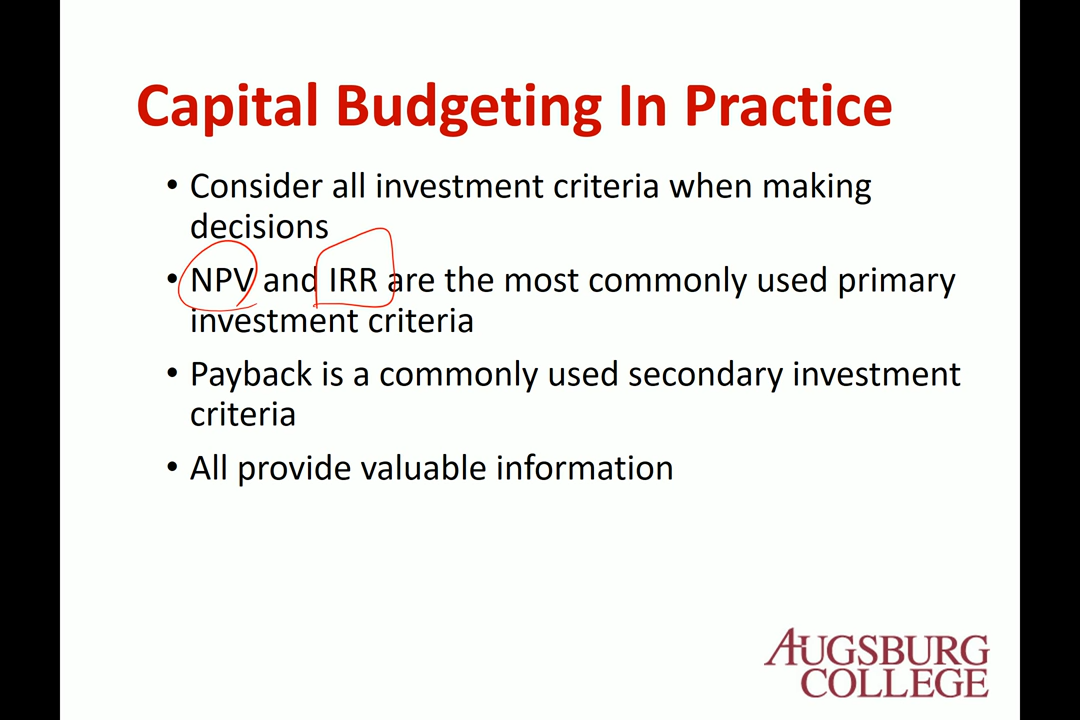 Capital Budgeting In Practice
• Consider all investment criteria when making
decisions
• NPV and IRR are the most commonly used primary
investment criteria
• Payback is a commonly used secondary investment
criteria
• All provide valuable information
AUGSBURG
COLLEGE